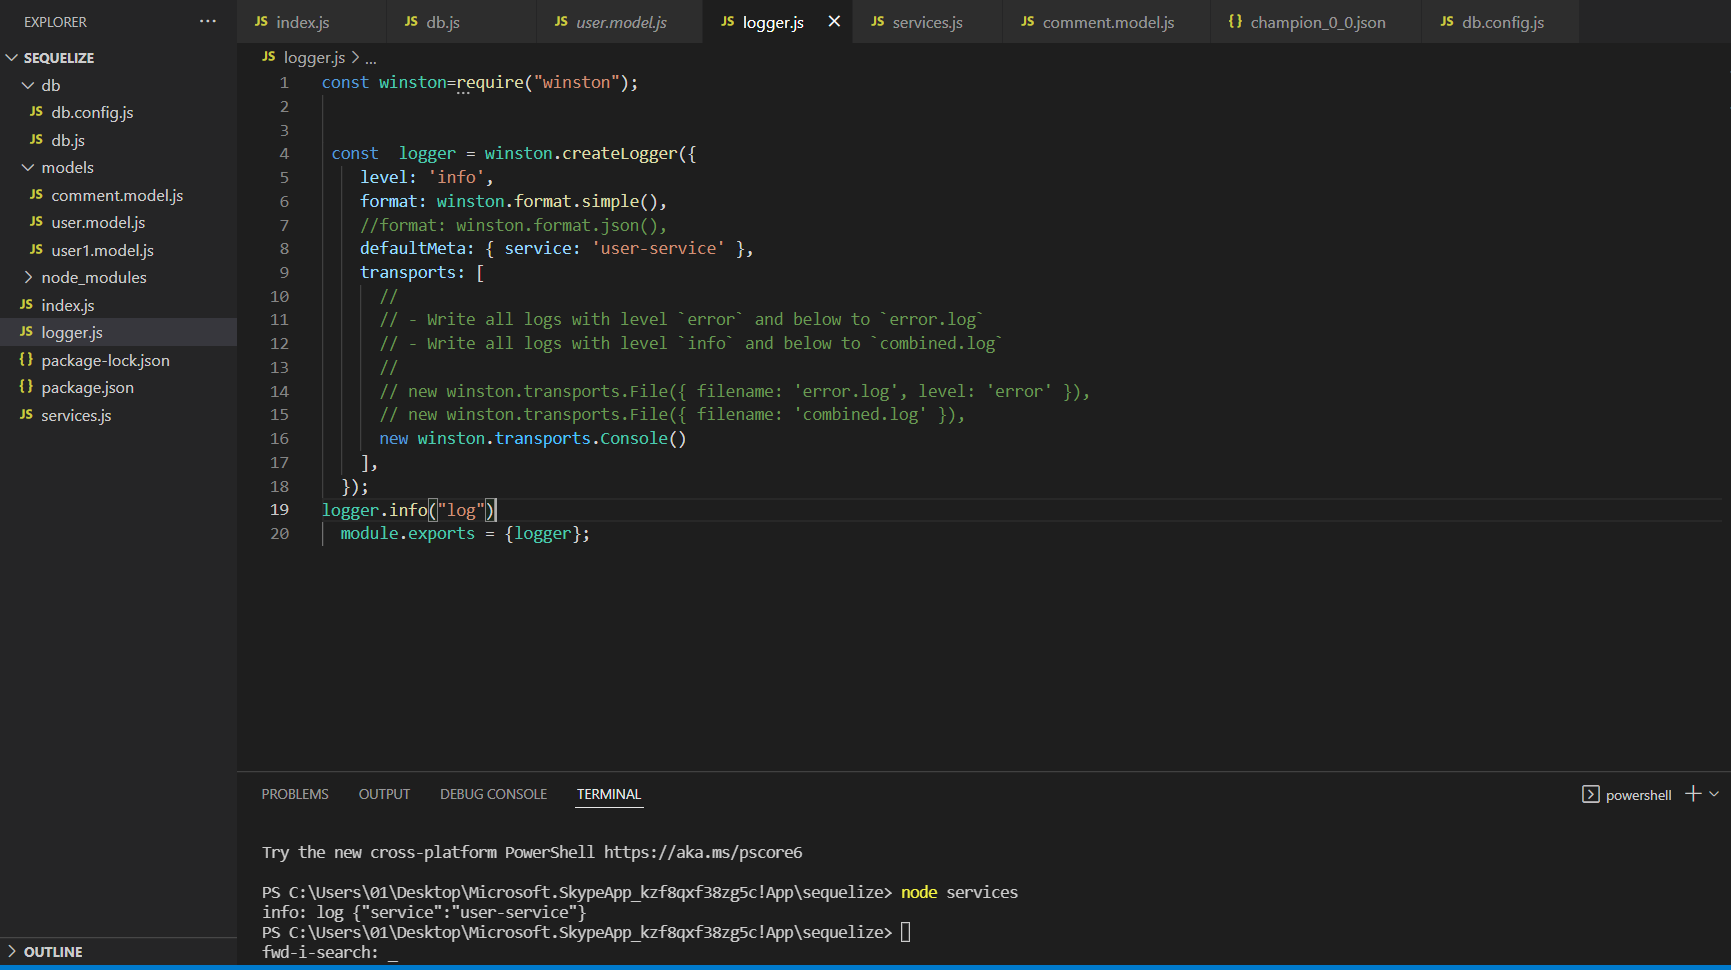 EXPLORER
SEQUELIZE
db
JS db.config.js
JS db.js
models
JS comment.model.js
JS user.model.js
JS user1.model.js
node_modules
JS index.js
JS logger.js
{} package-lock.json
{} package.json
JS services.js
OUTLINE
JS index.js JS db.js JS user.model.js JS logger.js JS services.js JS comment.model.js {} champion_0_0.json JS db.config.js
JS logger.js > ...
1 const winston=require("winston");
2
3
4 const  logger = winston.createLogger({
5 level: 'info',
6 format: winston.format.simple(),
7 //format: winston.format.json(),
8 defaultMeta: { service: 'user-service' },
9 transports: [
10 //
11 // - Write all logs with level `error` and below to `error.log`
12 // - Write all logs with level `info` and below to `combined.log`
13 //
14 // new winston.transports.File({ filename: 'error.log', level: 'error' }),
15 // new winston.transports.File({ filename: 'combined.log' }),
16 new winston.transports.Console()
17 ],
18 });
19 logger.info("log")
20 module.exports = {logger};
PROBLEMS OUTPUT DEBUG CONSOLE TERMINAL powershell
Try the new cross-platform PowerShell https://aka.ms/pscore6
PS C:\Users\01\Desktop\Microsoft.SkypeApp_kzf8qxf38zg5c!App\sequelize> node services
info: log {"service":"user-service"}
PS C:\Users\01\Desktop\Microsoft.SkypeApp_kzf8qxf38zg5c!App\sequelize>
fwd-i-search: _